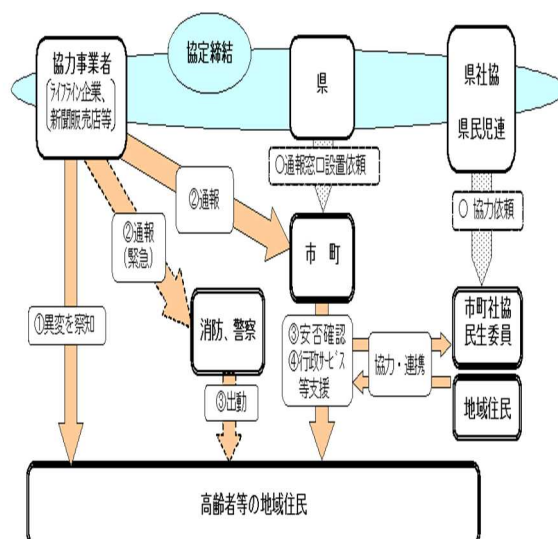 協定締結
協力事業者
ライフライン企業、
新聞販売店等
県
県社協
県民児連
○通報窓口設置依頼
○ 協力依頼
②通報
②通報
(緊急)
市 町
①異変を察知
消防、警察
③安否確認
④行政サービス
等支援
協力・連携
市町社協
民生委員
地域住民
③出動
高齢者等の地域住民